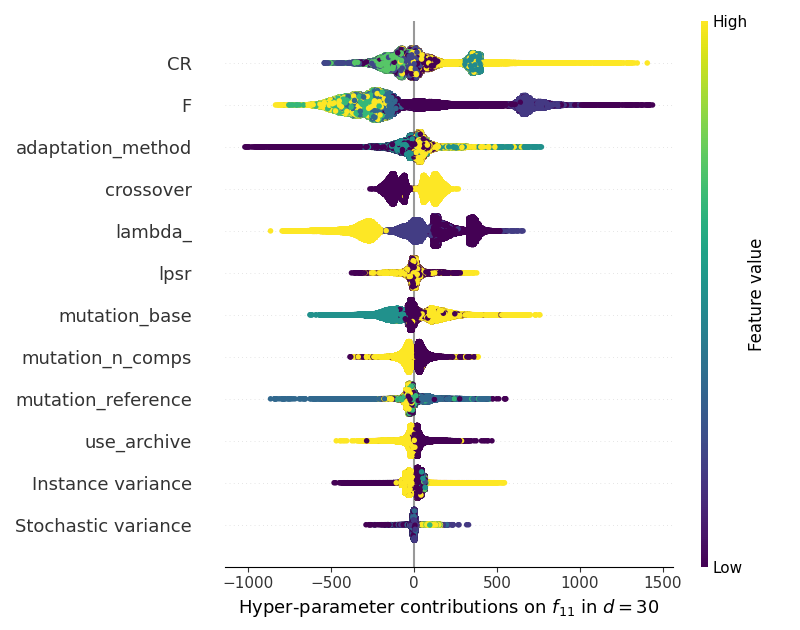 High
CR
F
adaptation_method
crossover
lambda_
lpsr
mutation_base
mutation_n_comps
mutation_reference
use_archive
Instance variance
Stochastic variance
Feature value
Low
−1000 −500 0 500 1000 1500
Hyper-parameter contributions on f₁₁ in d = 30